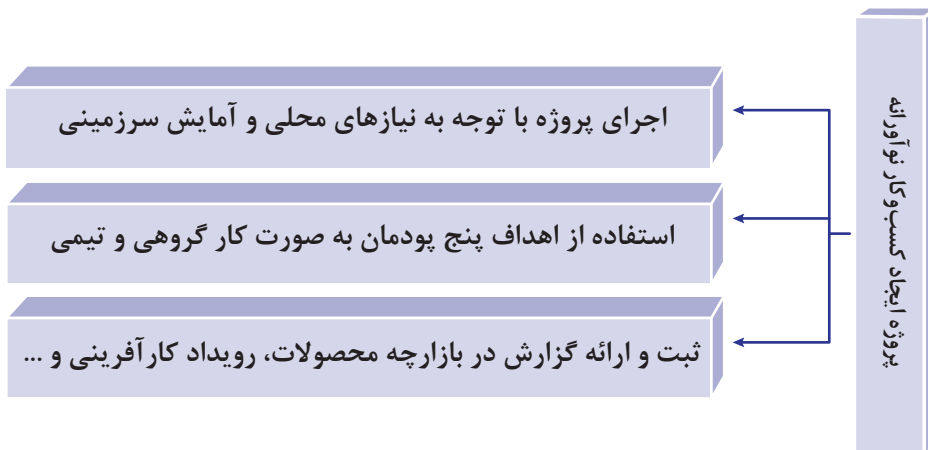 پروژه ایجاد کسب‌وکار نوآورانه
اجرای پروژه با توجه به نیازهای محلی و آمایش سرزمینی
استفاده از اهداف پنج پودمان به صورت کار گروهی و تیمی
ثبت و ارائه گزارش در بازارچه محصولات، رویداد کارآفرینی و ...